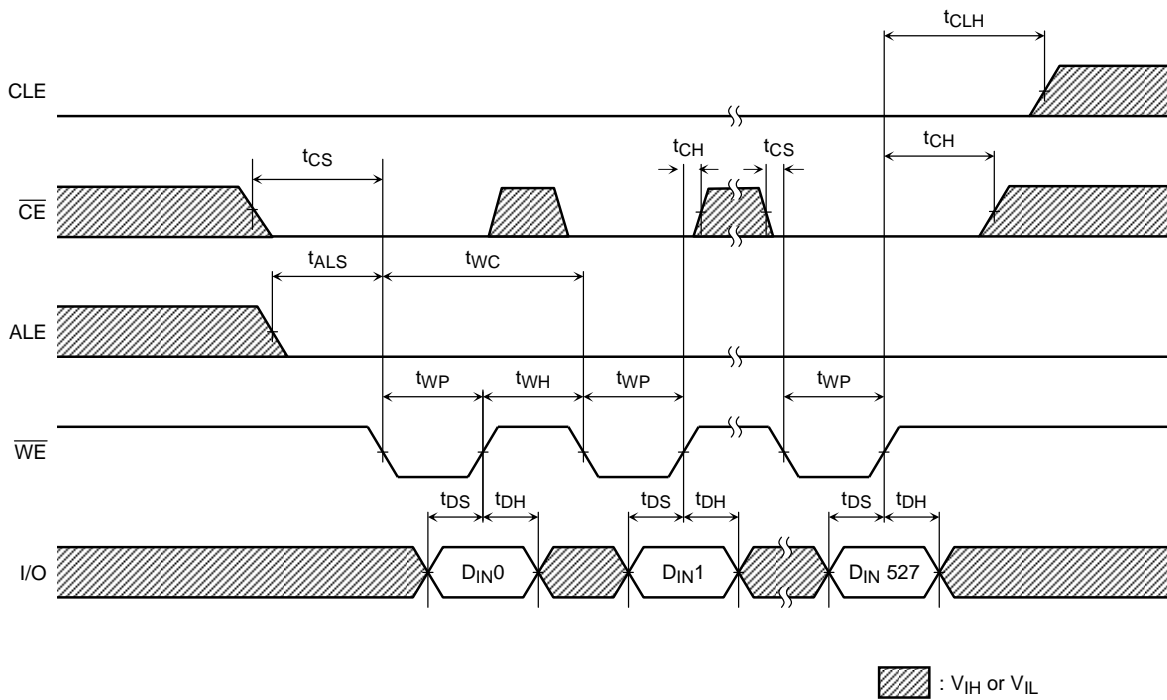 tCLH
CLE
tCH tCS tCH
tCS
CE
tALS tWC
ALE
tWP tWH tWP tWP
WE
tDS tDH tDS tDH tDS tDH
I/O DIN0 DIN1 DIN 527
: VIH or VIL